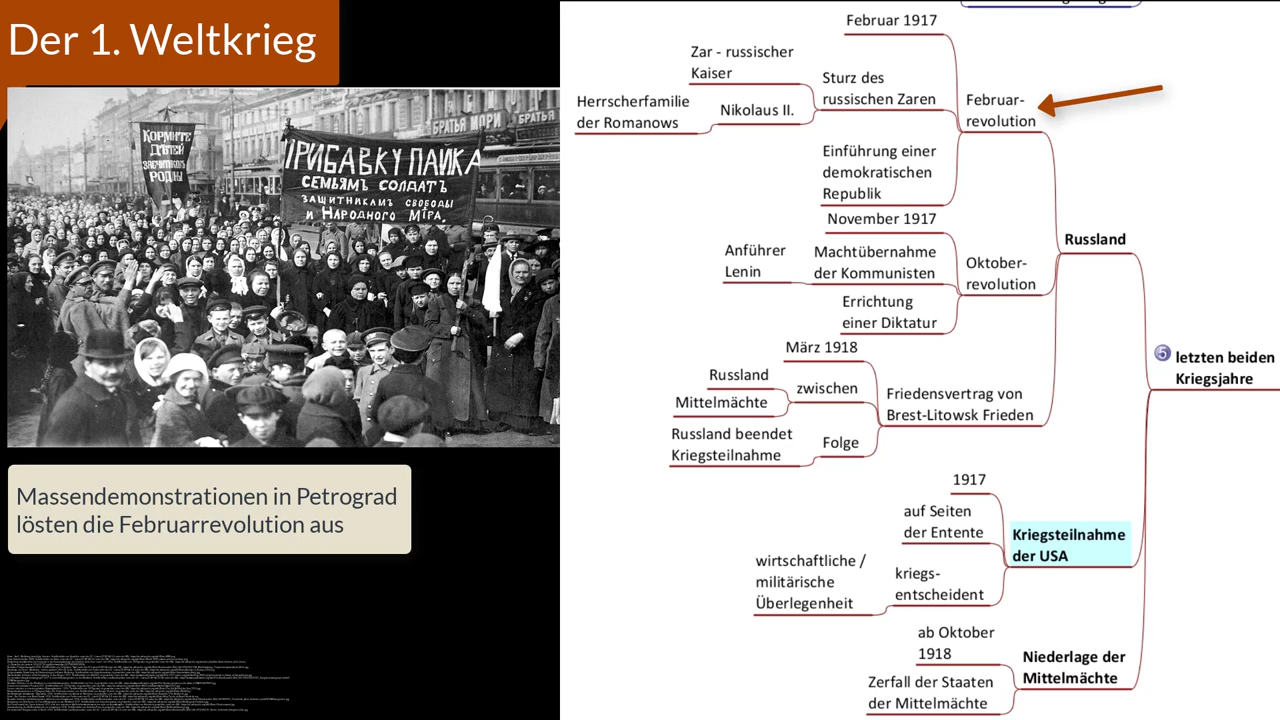 Der 1. Weltkrieg
КОРМИТЕ
ДѢТЕЙ
ЗАЩИТНИКОВЪ
РОДИНЫ
БРАТЬЯ МОРИ
БРАТЬЯ
ПРИБАВКУ ПАЙКА
СЕМЬЯМЪ СОЛДАТЪ
ЗАЩИТНИКАМЪ СВОБОДЫ
и НАРОДНОГО МIРА.
Massendemonstrationen in Petrograd
lösten die Februarrevolution aus
Februar 1917
Zar - russischer
Kaiser
Sturz des
russischen Zaren
Herrscherfamilie
der Romanows
Nikolaus II.
Februar-
revolution
Einführung einer
demokratischen
Republik
November 1917
Anführer
Lenin
Machtübernahme
der Kommunisten
Oktober-
revolution
Errichtung
einer Diktatur
Russland
März 1918
Russland
Mittelmächte
zwischen
Friedensvertrag von
Brest-Litowsk Frieden
Russland beendet
Kriegsteilnahme
Folge
5 letzten beiden
Kriegsjahre
1917
auf Seiten
der Entente
Kriegsteilnahme
der USA
wirtschaftliche /
militärische
Überlegenheit
kriegs-
entscheident
ab Oktober
1918
Niederlage der
Mittelmächte
Zerfall der Staaten
der Mittelmächte